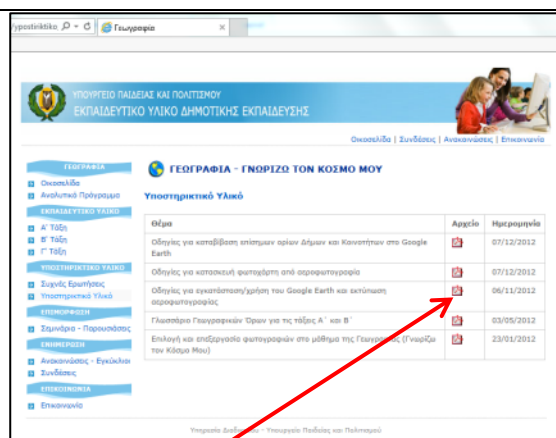 /ypostiriktiko
Γεωγραφία
ΥΠΟΥΡΓΕΙΟ ΠΑΙΔΕΙΑΣ ΚΑΙ ΠΟΛΙΤΙΣΜΟΥ
ΕΚΠΑΙΔΕΥΤΙΚΟ ΥΛΙΚΟ ΔΗΜΟΤΙΚΗΣ ΕΚΠΑΙΔΕΥΣΗΣ
Οικοσελίδα | Συνδέσεις | Ανακοινώσεις | Επικοινωνία
ΓΕΩΓΡΑΦΙΑ
Οικοσελίδα
Αναλυτικό Πρόγραμμα
ΕΚΠΑΙΔΕΥΤΙΚΟ ΥΛΙΚΟ
Α' Τάξη
Β' Τάξη
Γ' Τάξη
ΥΠΟΣΤΗΡΙΚΤΙΚΟ ΥΛΙΚΟ
Συχνές Ερωτήσεις
Υποστηρικτικό Υλικό
ΕΠΙΜΟΡΦΩΣΗ
Σεμινάρια - Παρουσιάσεις
ΕΝΗΜΕΡΩΣΗ
Ανακοινώσεις - Εγκύκλιοι
Συνδέσεις
ΕΠΙΚΟΙΝΩΝΙΑ
Επικοινωνία
ΓΕΩΓΡΑΦΙΑ - ΓΝΩΡΙΖΩ ΤΟΝ ΚΟΣΜΟ ΜΟΥ
Υποστηρικτικό Υλικό
Θέμα Αρχείο Ημερομηνία
Οδηγίες για καταβίβαση επίσημων ορίων Δήμων και Κοινοτήτων στο Google
Earth 07/12/2012
Οδηγίες για κατασκευή φωτοχάρτη από αεροφωτογραφία 07/12/2012
Οδηγίες για εγκατάσταση/χρήση του Google Earth και εκτύπωση
αεροφωτογραφίας 06/11/2012
Γλωσσάριο Γεωγραφικών Όρων για τις τάξεις Α΄ και Β΄ 03/05/2012
Επιλογή και επεξεργασία φωτογραφιών στο μάθημα της Γεωγραφίας (Γνωρίζω
τον Κόσμο Μου) 23/01/2012
Υπηρεσία Διαδικτύου - Υπουργείο Παιδείας και Πολιτισμού